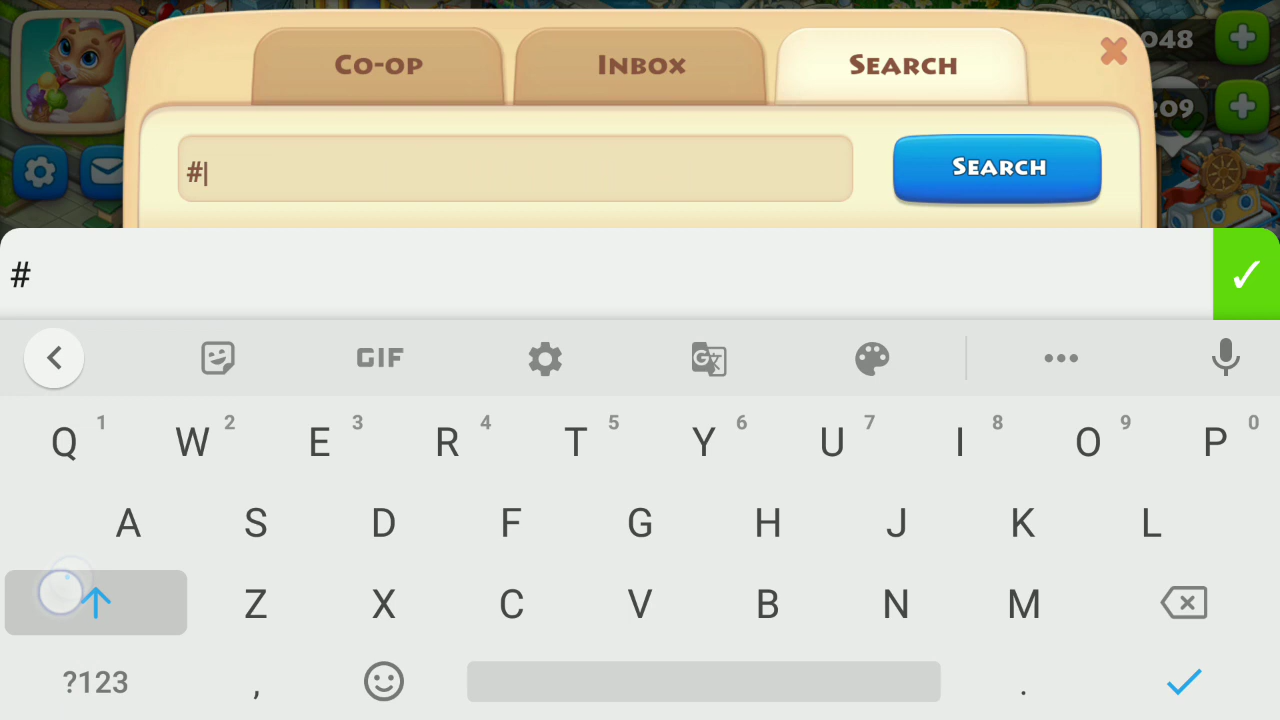 Co-op Inbox Search
048
209
#
Search
#
GIF
Q 1 W 2 E 3 R 4 T 5 Y 6 U 7 I 8 O 9 P 0
A S D F G H J K L
Z X C V B N M
?123 , .